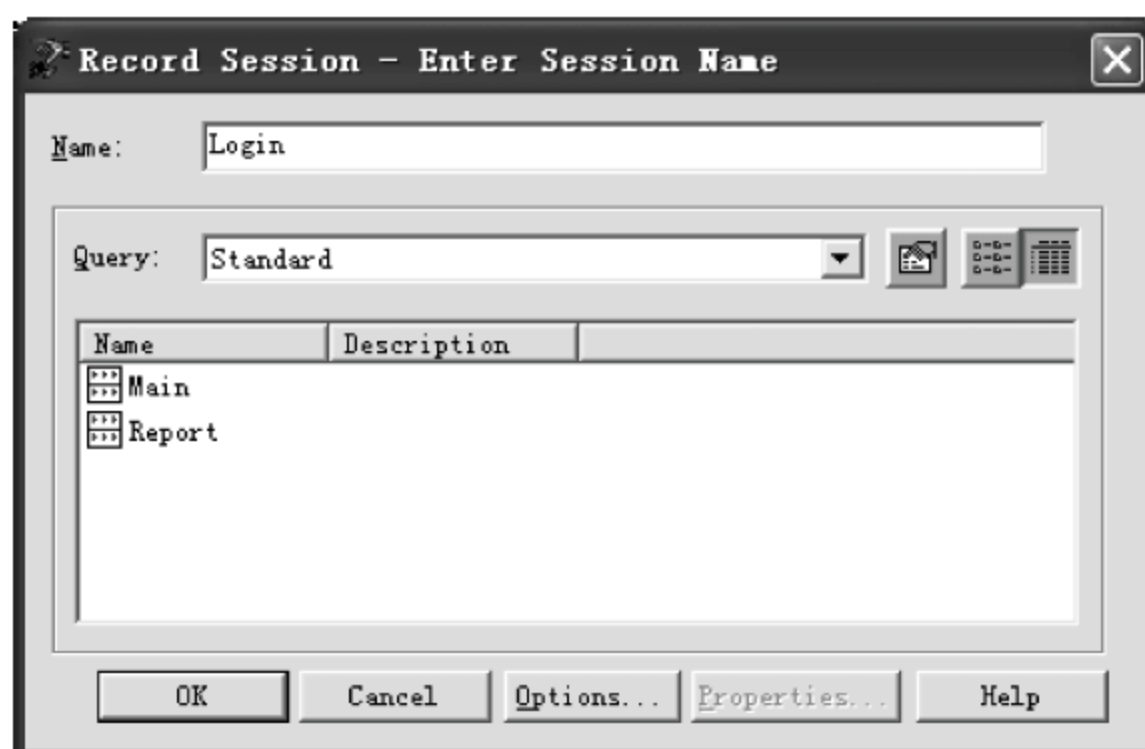 Record Session - Enter Session Name
Name: Login
Query: Standard
Name Description
Main
Report
OK Cancel Options... Properties... Help